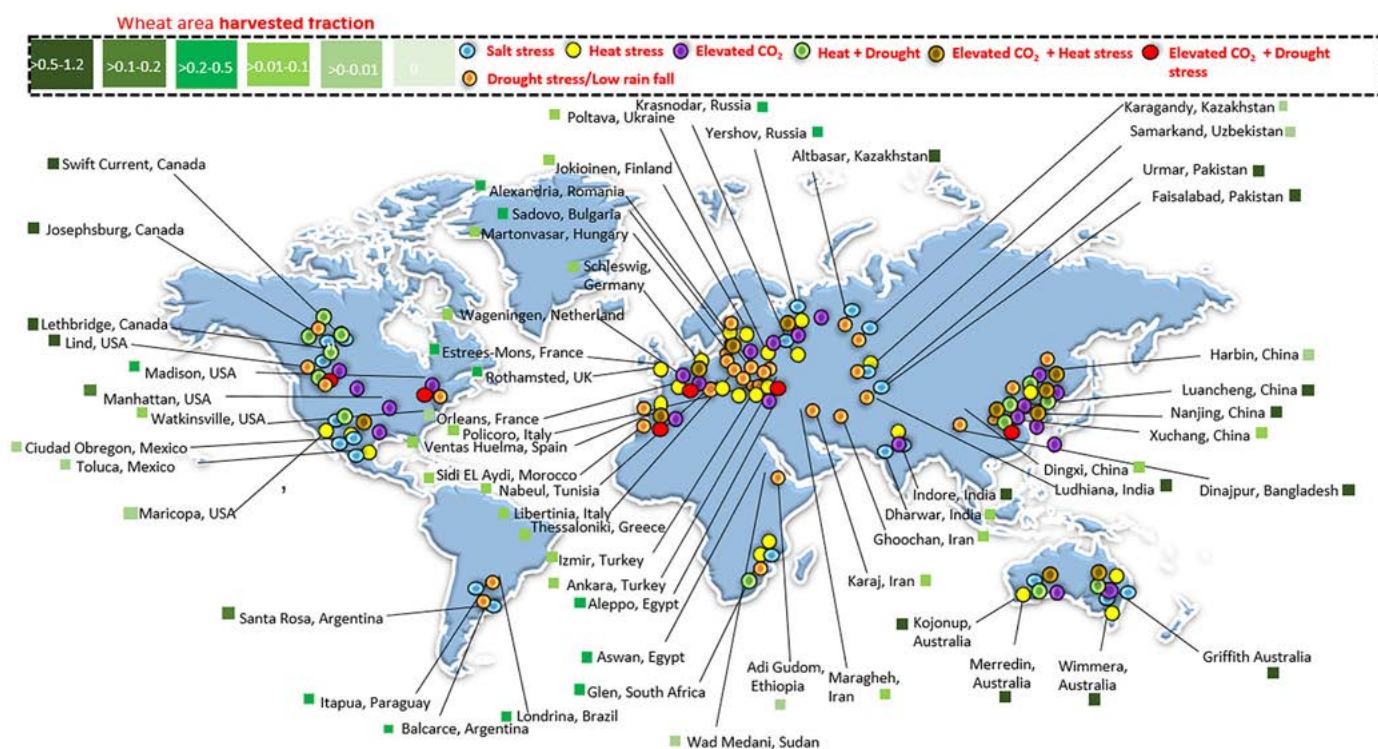 Wheat area harvested fraction
>0.5-1.2
>0.1-0.2
>0.2-0.5
>0.01-0.1
>0-0.01
0
Salt stress
Heat stress
Elevated CO₂
Heat + Drought
Elevated CO₂ + Heat stress
Elevated CO₂ + Drought
stress
Drought stress/Low rain fall
Krasnodar, Russia
Poltava, Ukraine
Yershov, Russia
Karagandy, Kazakhstan
Samarkand, Uzbekistan
Altbasar, Kazakhstan
Urmar, Pakistan
Faisalabad, Pakistan
Swift Current, Canada
Jokioinen, Finland
Alexandria, Romania
Sadovo, Bulgaria
Josephsburg, Canada
Martonvasar, Hungary
Schleswig,
Germany
Wageningen, Netherland
Lethbridge, Canada
Lind, USA
Estrees-Mons, France
Madison, USA
Rothamsted, UK
Harbin, China
Manhattan, USA
Luancheng, China
Watkinsville, USA
Orleans, France
Nanjing, China
Policoro, Italy
Xuchang, China
Ciudad Obregon, Mexico
Ventas Huelma, Spain
Toluca, Mexico
Sidi EL Aydi, Morocco
Dingxi, China
Nabeul, Tunisia
Ludhiana, India
Dinajpur, Bangladesh
,
Indore, India
Maricopa, USA
Libertinia, Italy
Dharwar, India
Thessaloniki, Greece
Ghoochan, Iran
Izmir, Turkey
Ankara, Turkey
Karaj, Iran
Aleppo, Egypt
Santa Rosa, Argentina
Kojonup,
Australia
Aswan, Egypt
Adi Gudom,
Ethiopia
Maragheh,
Iran
Merredin,
Australia
Wimmera,
Australia
Griffith Australia
Glen, South Africa
Itapua, Paraguay
Londrina, Brazil
Balcarce, Argentina
Wad Medani, Sudan